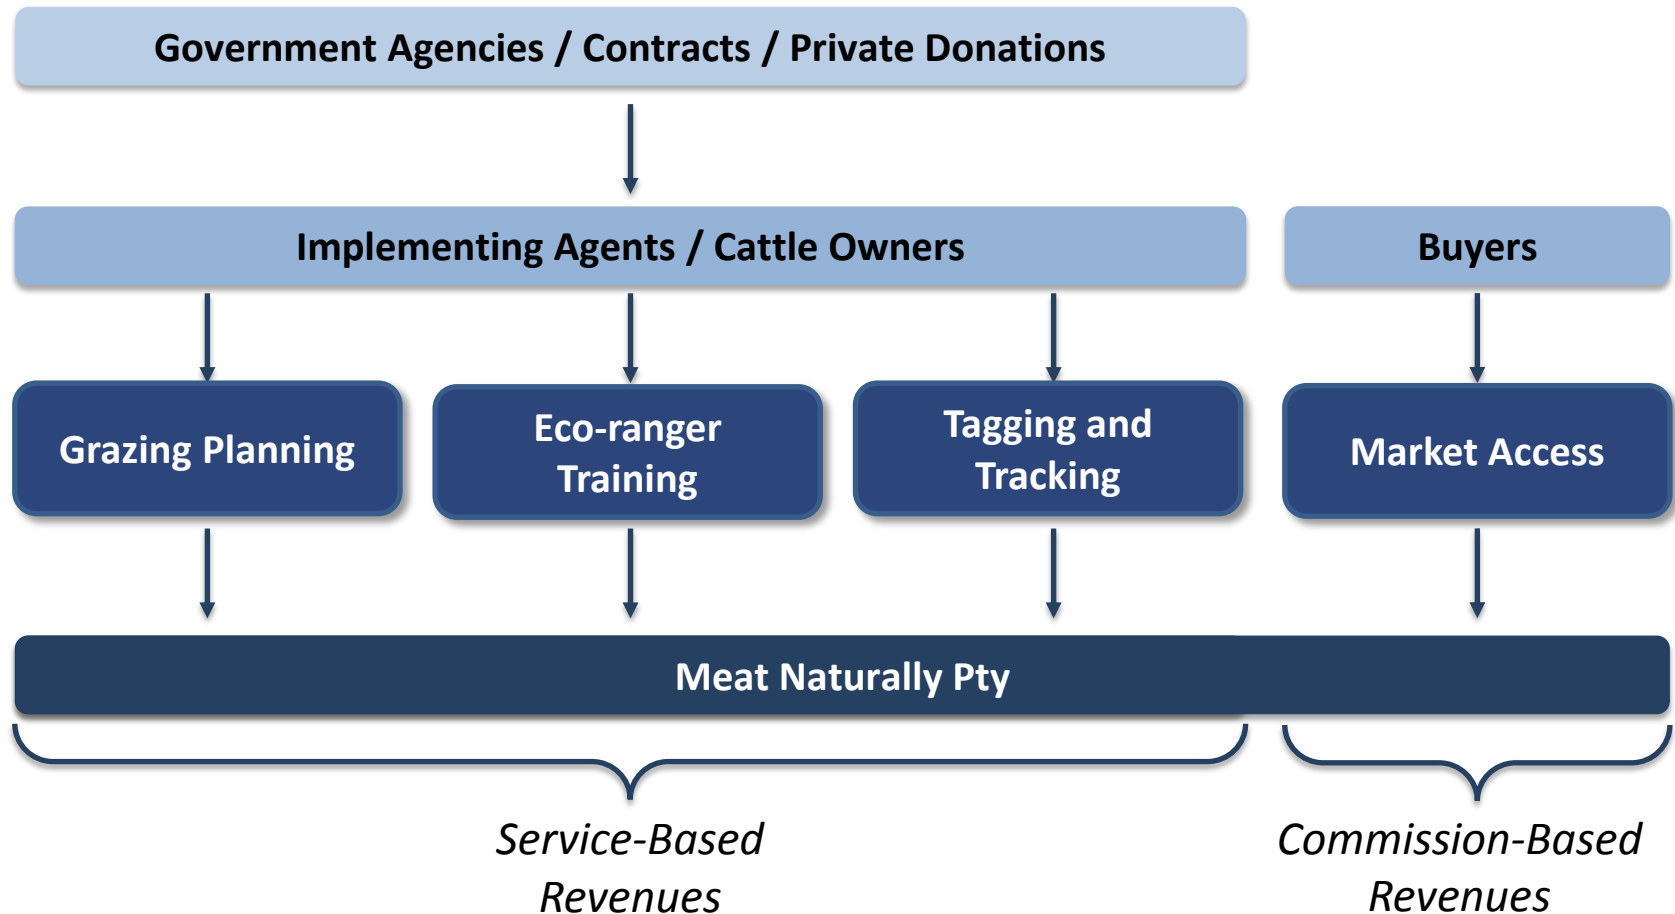 Government Agencies / Contracts / Private Donations
Implementing Agents / Cattle Owners
Buyers
Grazing Planning
Eco-ranger
Training
Tagging and
Tracking
Market Access
Meat Naturally Pty
Service-Based
Revenues
Commission-Based
Revenues